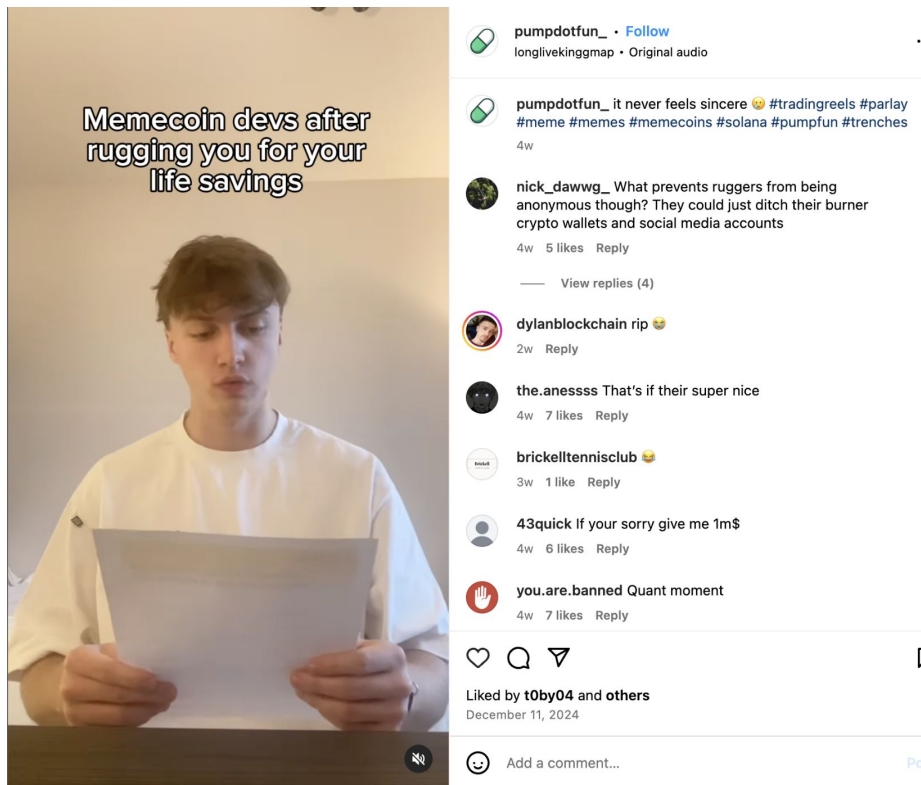 Memecoin devs after
rugging you for your
life savings
pumpdotfun_ • Follow
longlivekinggmap • Original audio
pumpdotfun_ it never feels sincere 🥲 #tradingreels #parlay
#meme #memes #memecoins #solana #pumpfun #trenches
4w
nick_dawwg_ What prevents ruggers from being
anonymous though? They could just ditch their burner
crypto wallets and social media accounts
4w 5 likes Reply
View replies (4)
dylanblockchain rip 😭
2w Reply
the.anessss That's if their super nice
4w 7 likes Reply
brickelltennisclub 😂
3w 1 like Reply
43quick If your sorry give me 1m$
4w 6 likes Reply
you.are.banned Quant moment
4w 7 likes Reply
Liked by t0by04 and others
December 11, 2024
Add a comment...